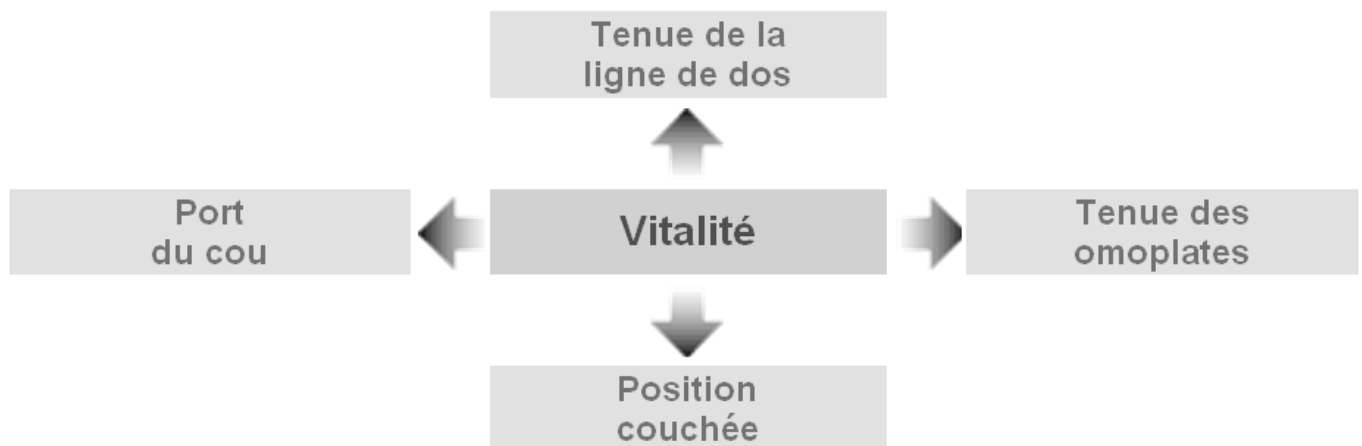 Tenue de la
ligne de dos
Port
du cou
Vitalité
Tenue des
omoplates
Position
couchée